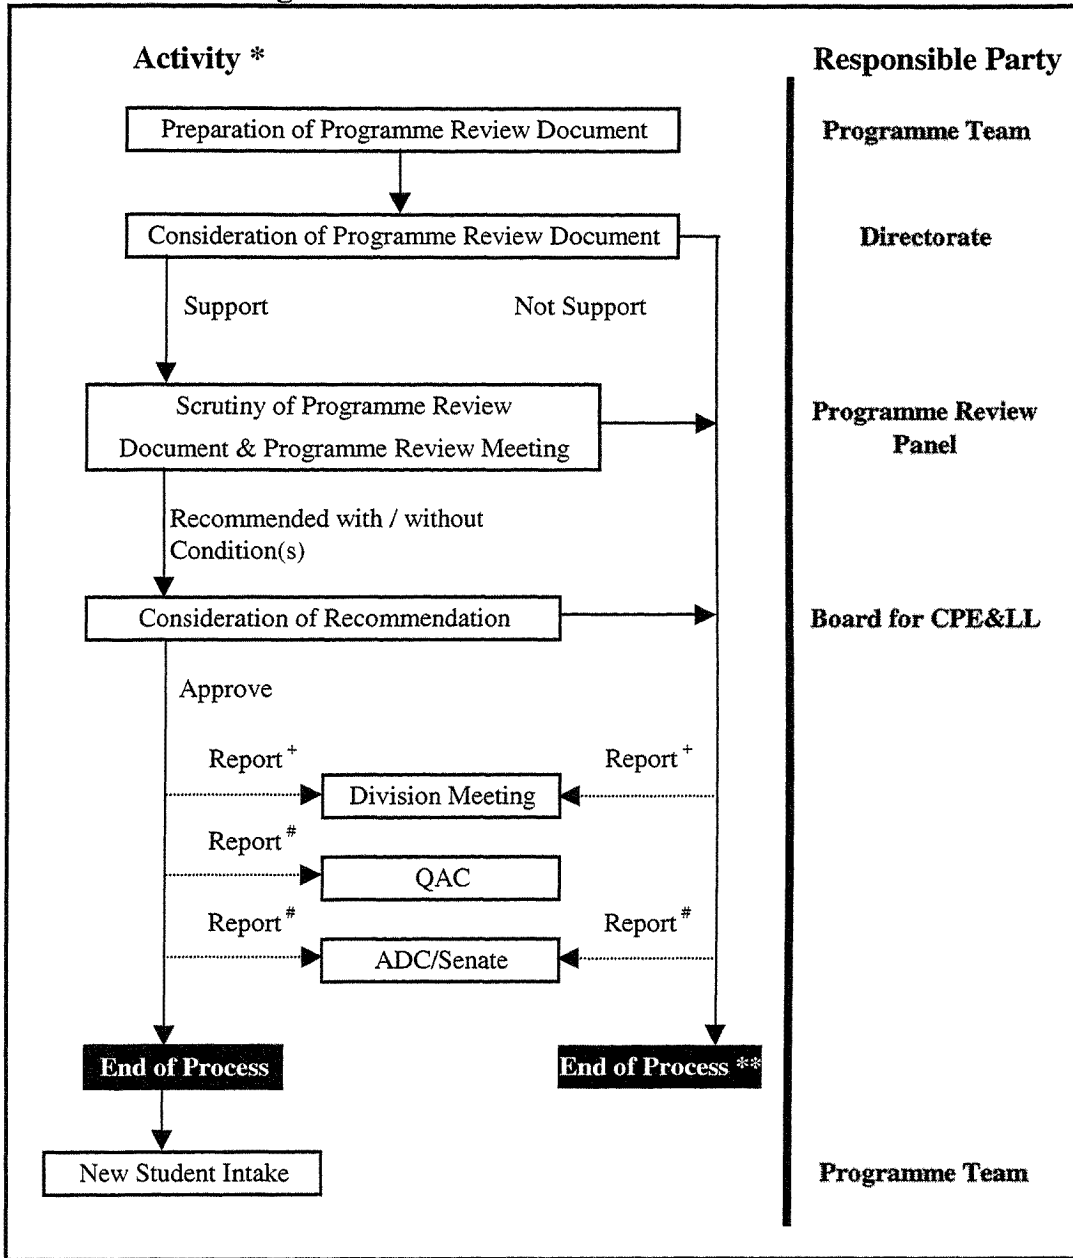 Activity *
Responsible Party
Preparation of Programme Review Document
Programme Team
Consideration of Programme Review Document
Directorate
Support
Not Support
Scrutiny of Programme Review
Document & Programme Review Meeting
Programme Review
Panel
Recommended with / without
Condition(s)
Consideration of Recommendation
Board for CPE&LL
Approve
Report +
Report +
Division Meeting
Report #
QAC
Report #
Report #
ADC/Senate
End of Process
End of Process **
New Student Intake
Programme Team